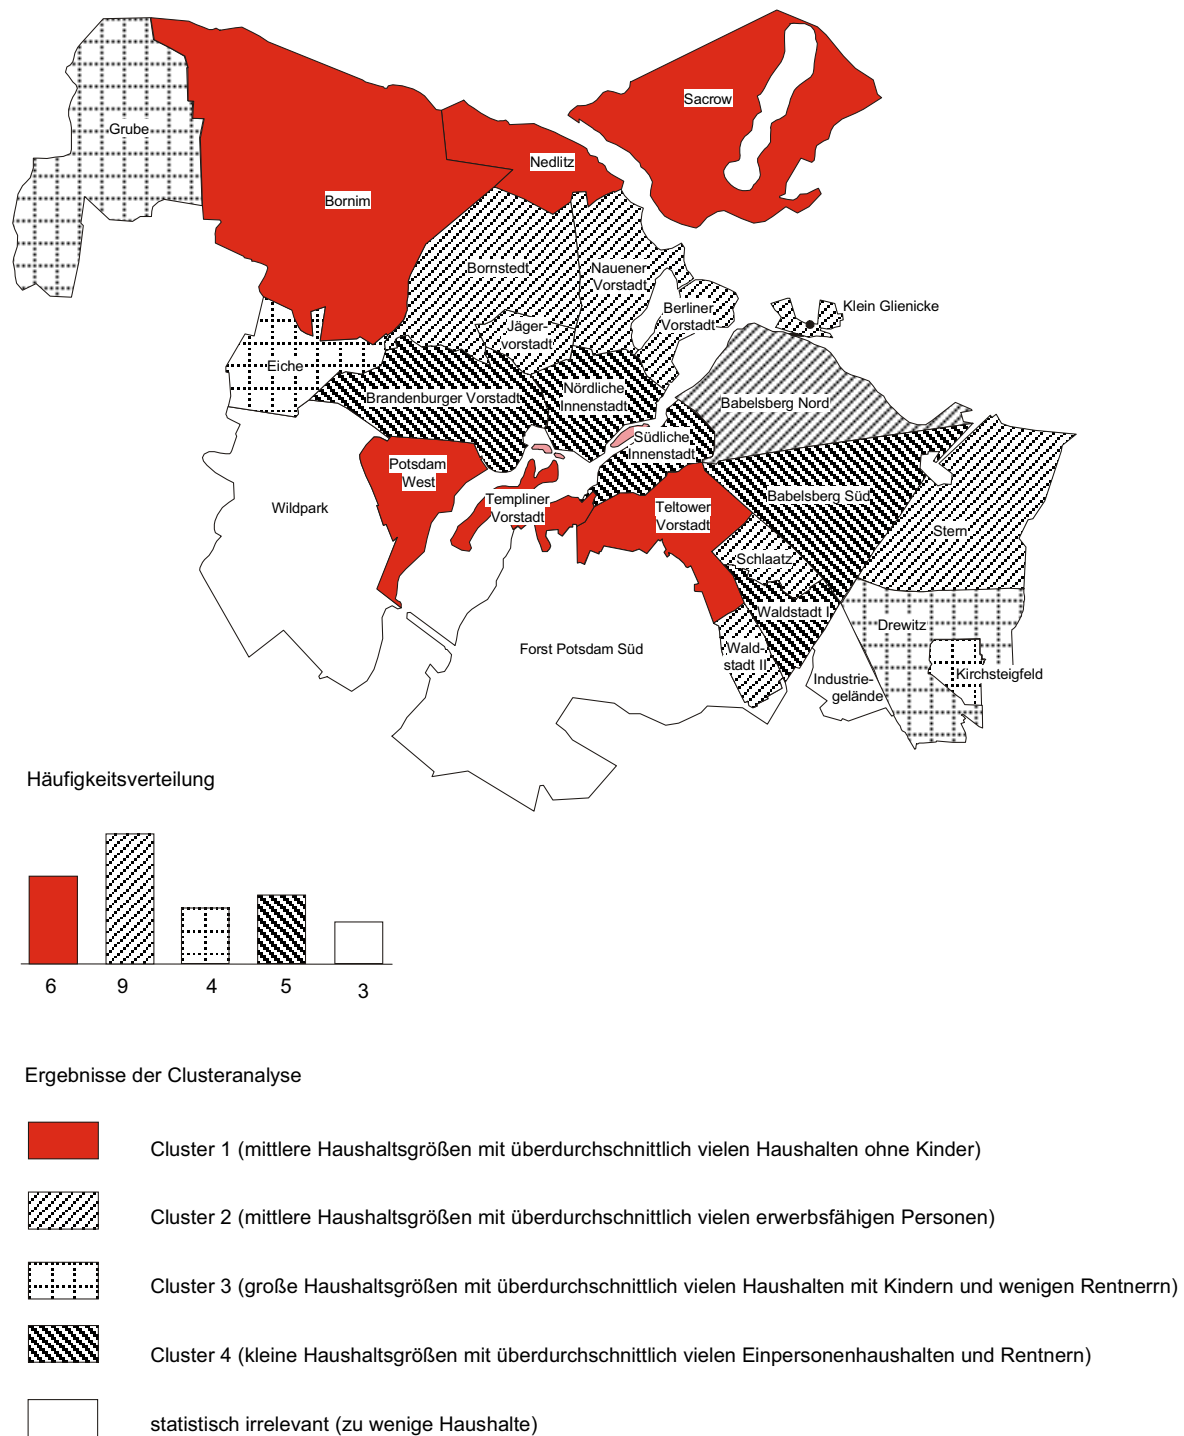 Sacrow
Grube
Nedlitz
Bornim
Bornstedt
Nauener
Vorstadt
Klein Glienicke
Berliner
Vorstadt
Jäger-
vorstadt
Eiche
Brandenburger Vorstadt
Nördliche
Innenstadt
Babelsberg Nord
Südliche
Innenstadt
Potsdam
West
Wildpark
Templiner
Vorstadt
Teltower
Vorstadt
Babelsberg Süd
Stern
Schlaatz
Waldstadt I
Drewitz
Forst Potsdam Süd
Wald-
stadt II
Industrie-
gelände
Kirchsteigfeld
Häufigkeitsverteilung
6 9 4 5 3
Ergebnisse der Clusteranalyse
Cluster 1 (mittlere Haushaltsgrößen mit überdurchschnittlich vielen Haushalten ohne Kinder)
Cluster 2 (mittlere Haushaltsgrößen mit überdurchschnittlich vielen erwerbsfähigen Personen)
Cluster 3 (große Haushaltsgrößen mit überdurchschnittlich vielen Haushalten mit Kindern und wenigen Rentnerrn)
Cluster 4 (kleine Haushaltsgrößen mit überdurchschnittlich vielen Einpersonenhaushalten und Rentnern)
statistisch irrelevant (zu wenige Haushalte)